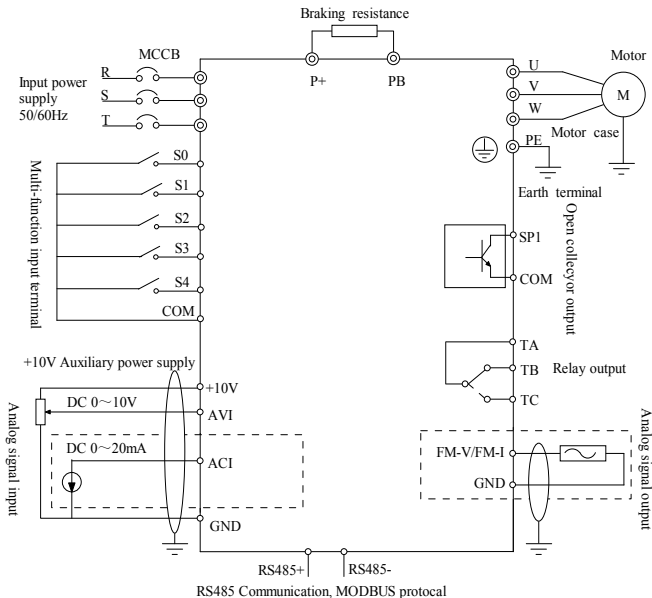 Braking resistance
MCCB
Motor
P+
PB
R
S
T
Input power
supply
50/60Hz
U
V
W
M
Motor case
PE
Earth terminal
Multi-function input terminal
S0
S1
S2
S3
S4
COM
SP1
COM
Open collecyor output
TA
TB
TC
Relay output
+10V Auxiliary power supply
+10V
DC 0～10V
AVI
DC 0～20mA
ACI
GND
Analog signal input
FM-V/FM-I
GND
Analog signal output
RS485+
RS485-
RS485 Communication, MODBUS protocal